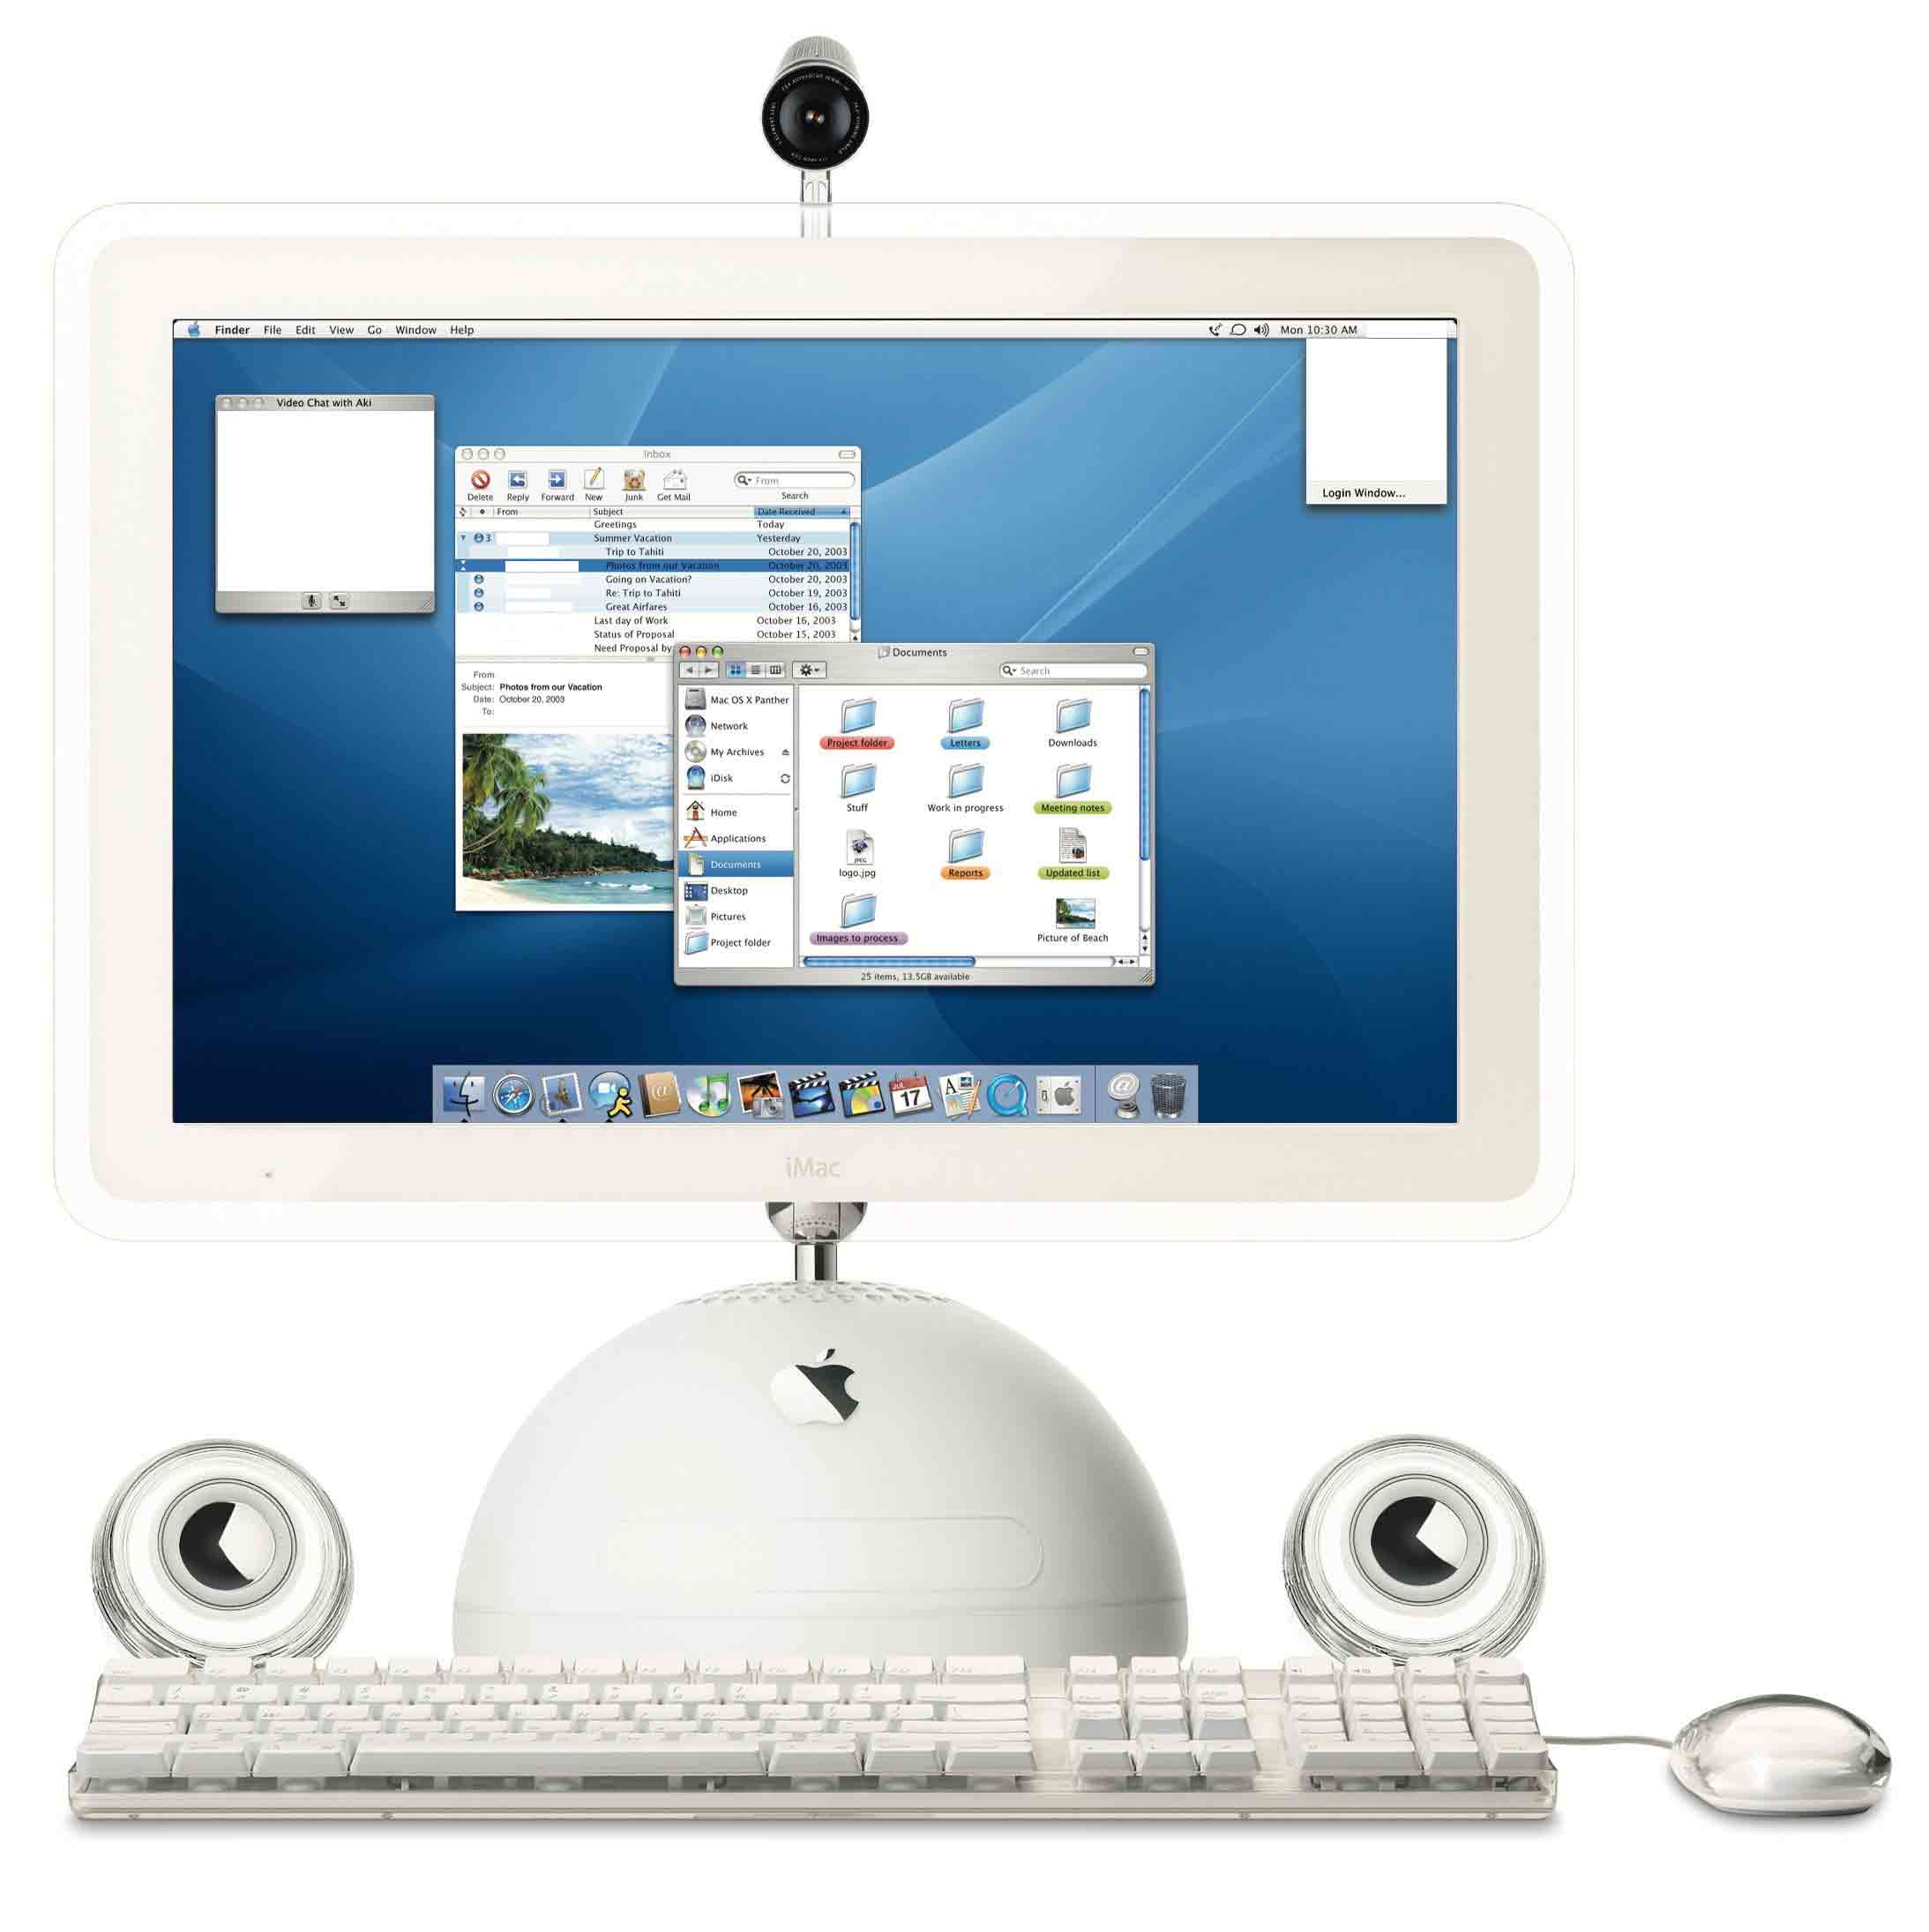 Finder File Edit View Go Window Help
Mon 10:30 AM
Login Window...
Video Chat with Aki
Inbox
Delete Reply Forward New Junk Get Mail
From
Search
From Subject Date Received
Greetings Today
3 Summer Vacation Yesterday
Trip to Tahiti October 20, 2003
Photos from our Vacation October 20, 2003
Going on Vacation? October 20, 2003
Re: Trip to Tahiti October 19, 2003
Great Airfares October 16, 2003
Last day of Work October 16, 2003
Status of Proposal October 15, 2003
Need Proposal by
From
Subject: Photos from our Vacation
Date: October 20, 2003
To:
Documents
Search
Mac OS X Panther
Network
My Archives
iDisk
Home
Applications
Documents
Desktop
Pictures
Project folder
Project folder Letters Downloads
Stuff Work in progress Meeting notes
JPEG
logo.jpg Reports Updated list
Images to process Picture of Beach
25 items, 13.5GB available
JUL
17
iMac